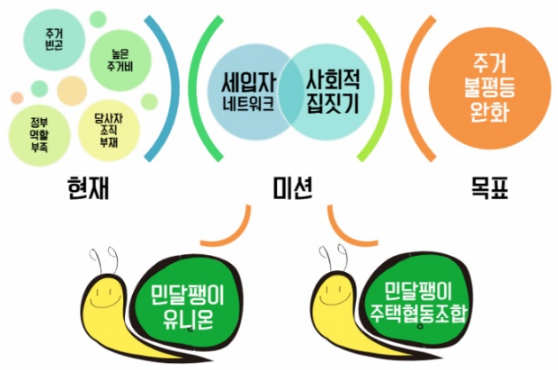 주거
빈곤
높은
주거비
정부
역할
부족
당사자
조직
부재
현재
세입자
네트워크
사회적
집짓기
미션
주거
불평등
완화
목표
민달팽이
유니온
민달팽이
주택협동조합